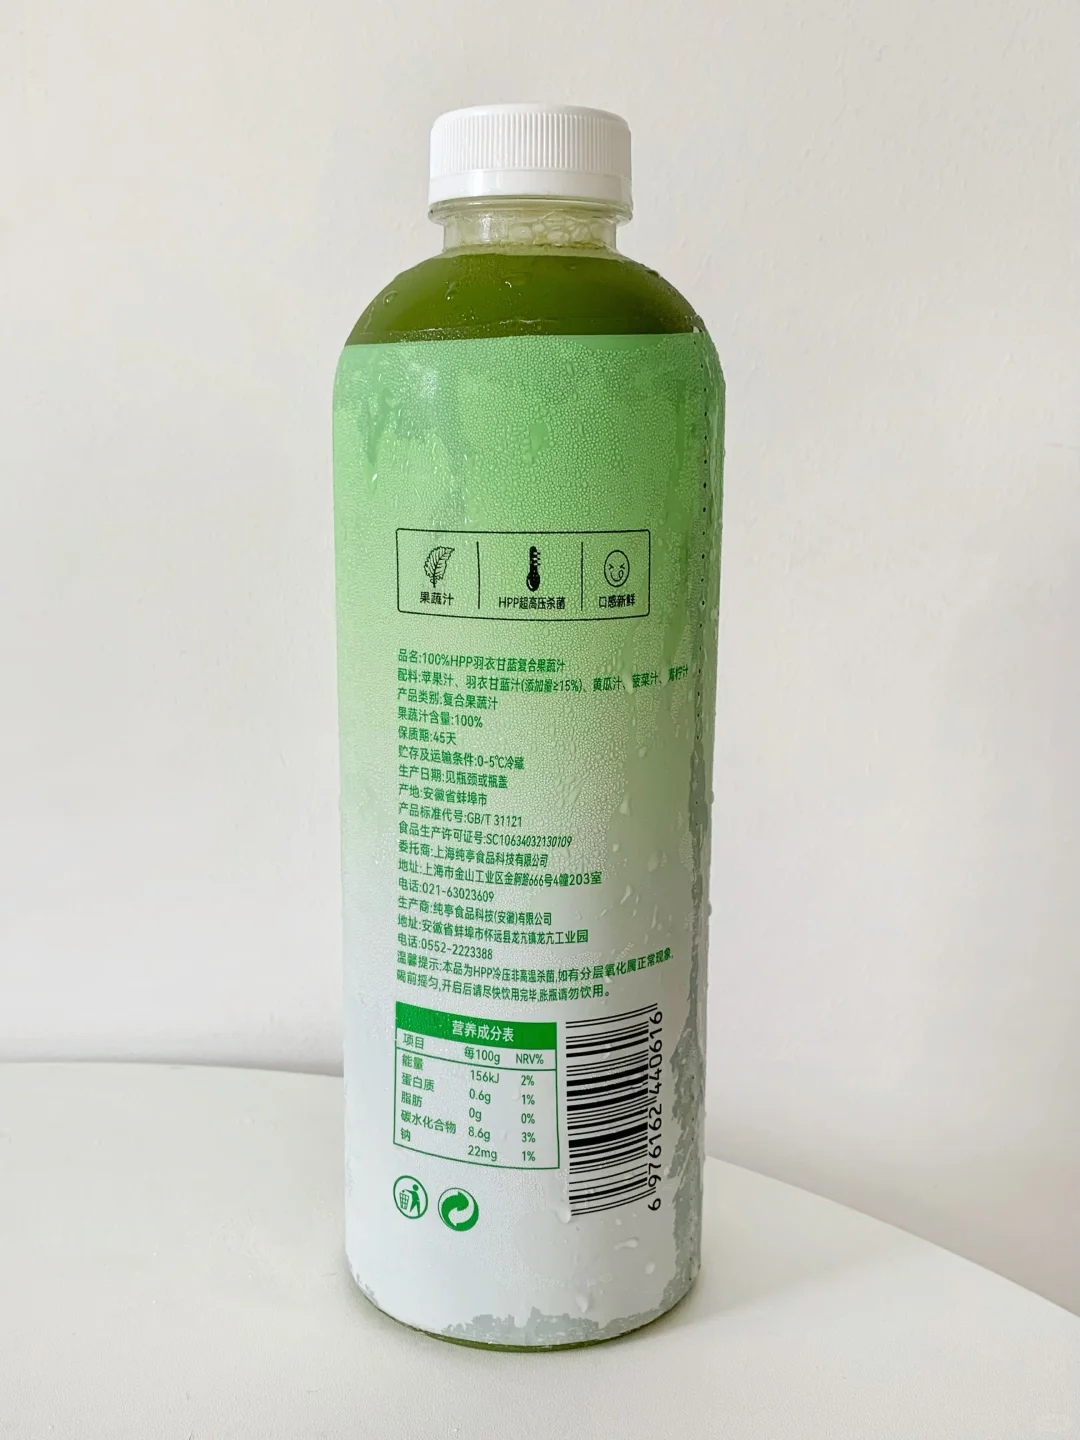 果蔬汁
HPP超高压杀菌
口感新鲜
品名:100%HPP羽衣甘蓝复合果蔬汁
配料:苹果汁、羽衣甘蓝汁(添加量≥15%)、黄瓜汁、菠菜汁、青柠汁
产品类别:复合果蔬汁
果蔬汁含量:100%
保质期:45天
贮存及运输条件:0-5℃冷藏
生产日期:见瓶颈或瓶盖
产地:安徽省蚌埠市
产品标准代号:GB/T 31121
食品生产许可证号:SC10634032130109
委托商:上海纯亭食品科技有限公司
地址:上海市金山工业区金舸路666号4幢203室
电话:021-63023609
生产商:纯亭食品科技(安徽)有限公司
地址:安徽省蚌埠市怀远县龙亢镇龙亢工业园
电话:0552-2223388
温馨提示:本品为HPP冷压非高温杀菌,如有分层氧化属正常现象,
喝前摇匀,开启后请尽快饮用完毕,胀瓶请勿饮用。
营养成分表
项目 每100g NRV%
能量 156kJ 2%
蛋白质 0.6g 1%
脂肪 0g 0%
碳水化合物 8.6g 3%
钠 22mg 1%
6 976162 440616